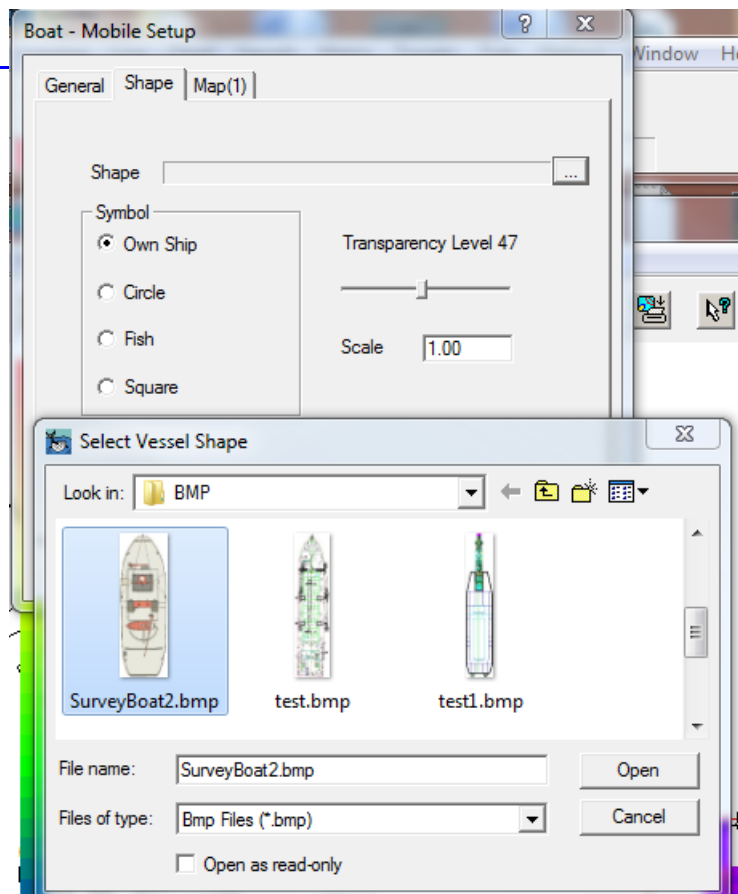 Boat - Mobile Setup
Window
General Shape Map(1)
Shape ...
Symbol
Own Ship
Transparency Level 47
Circle
Fish
Scale 1.00
Square
Select Vessel Shape
Look in: BMP
SurveyBoat2.bmp test.bmp test1.bmp
File name: SurveyBoat2.bmp Open
Files of type: Bmp Files (*.bmp) Cancel
Open as read-only